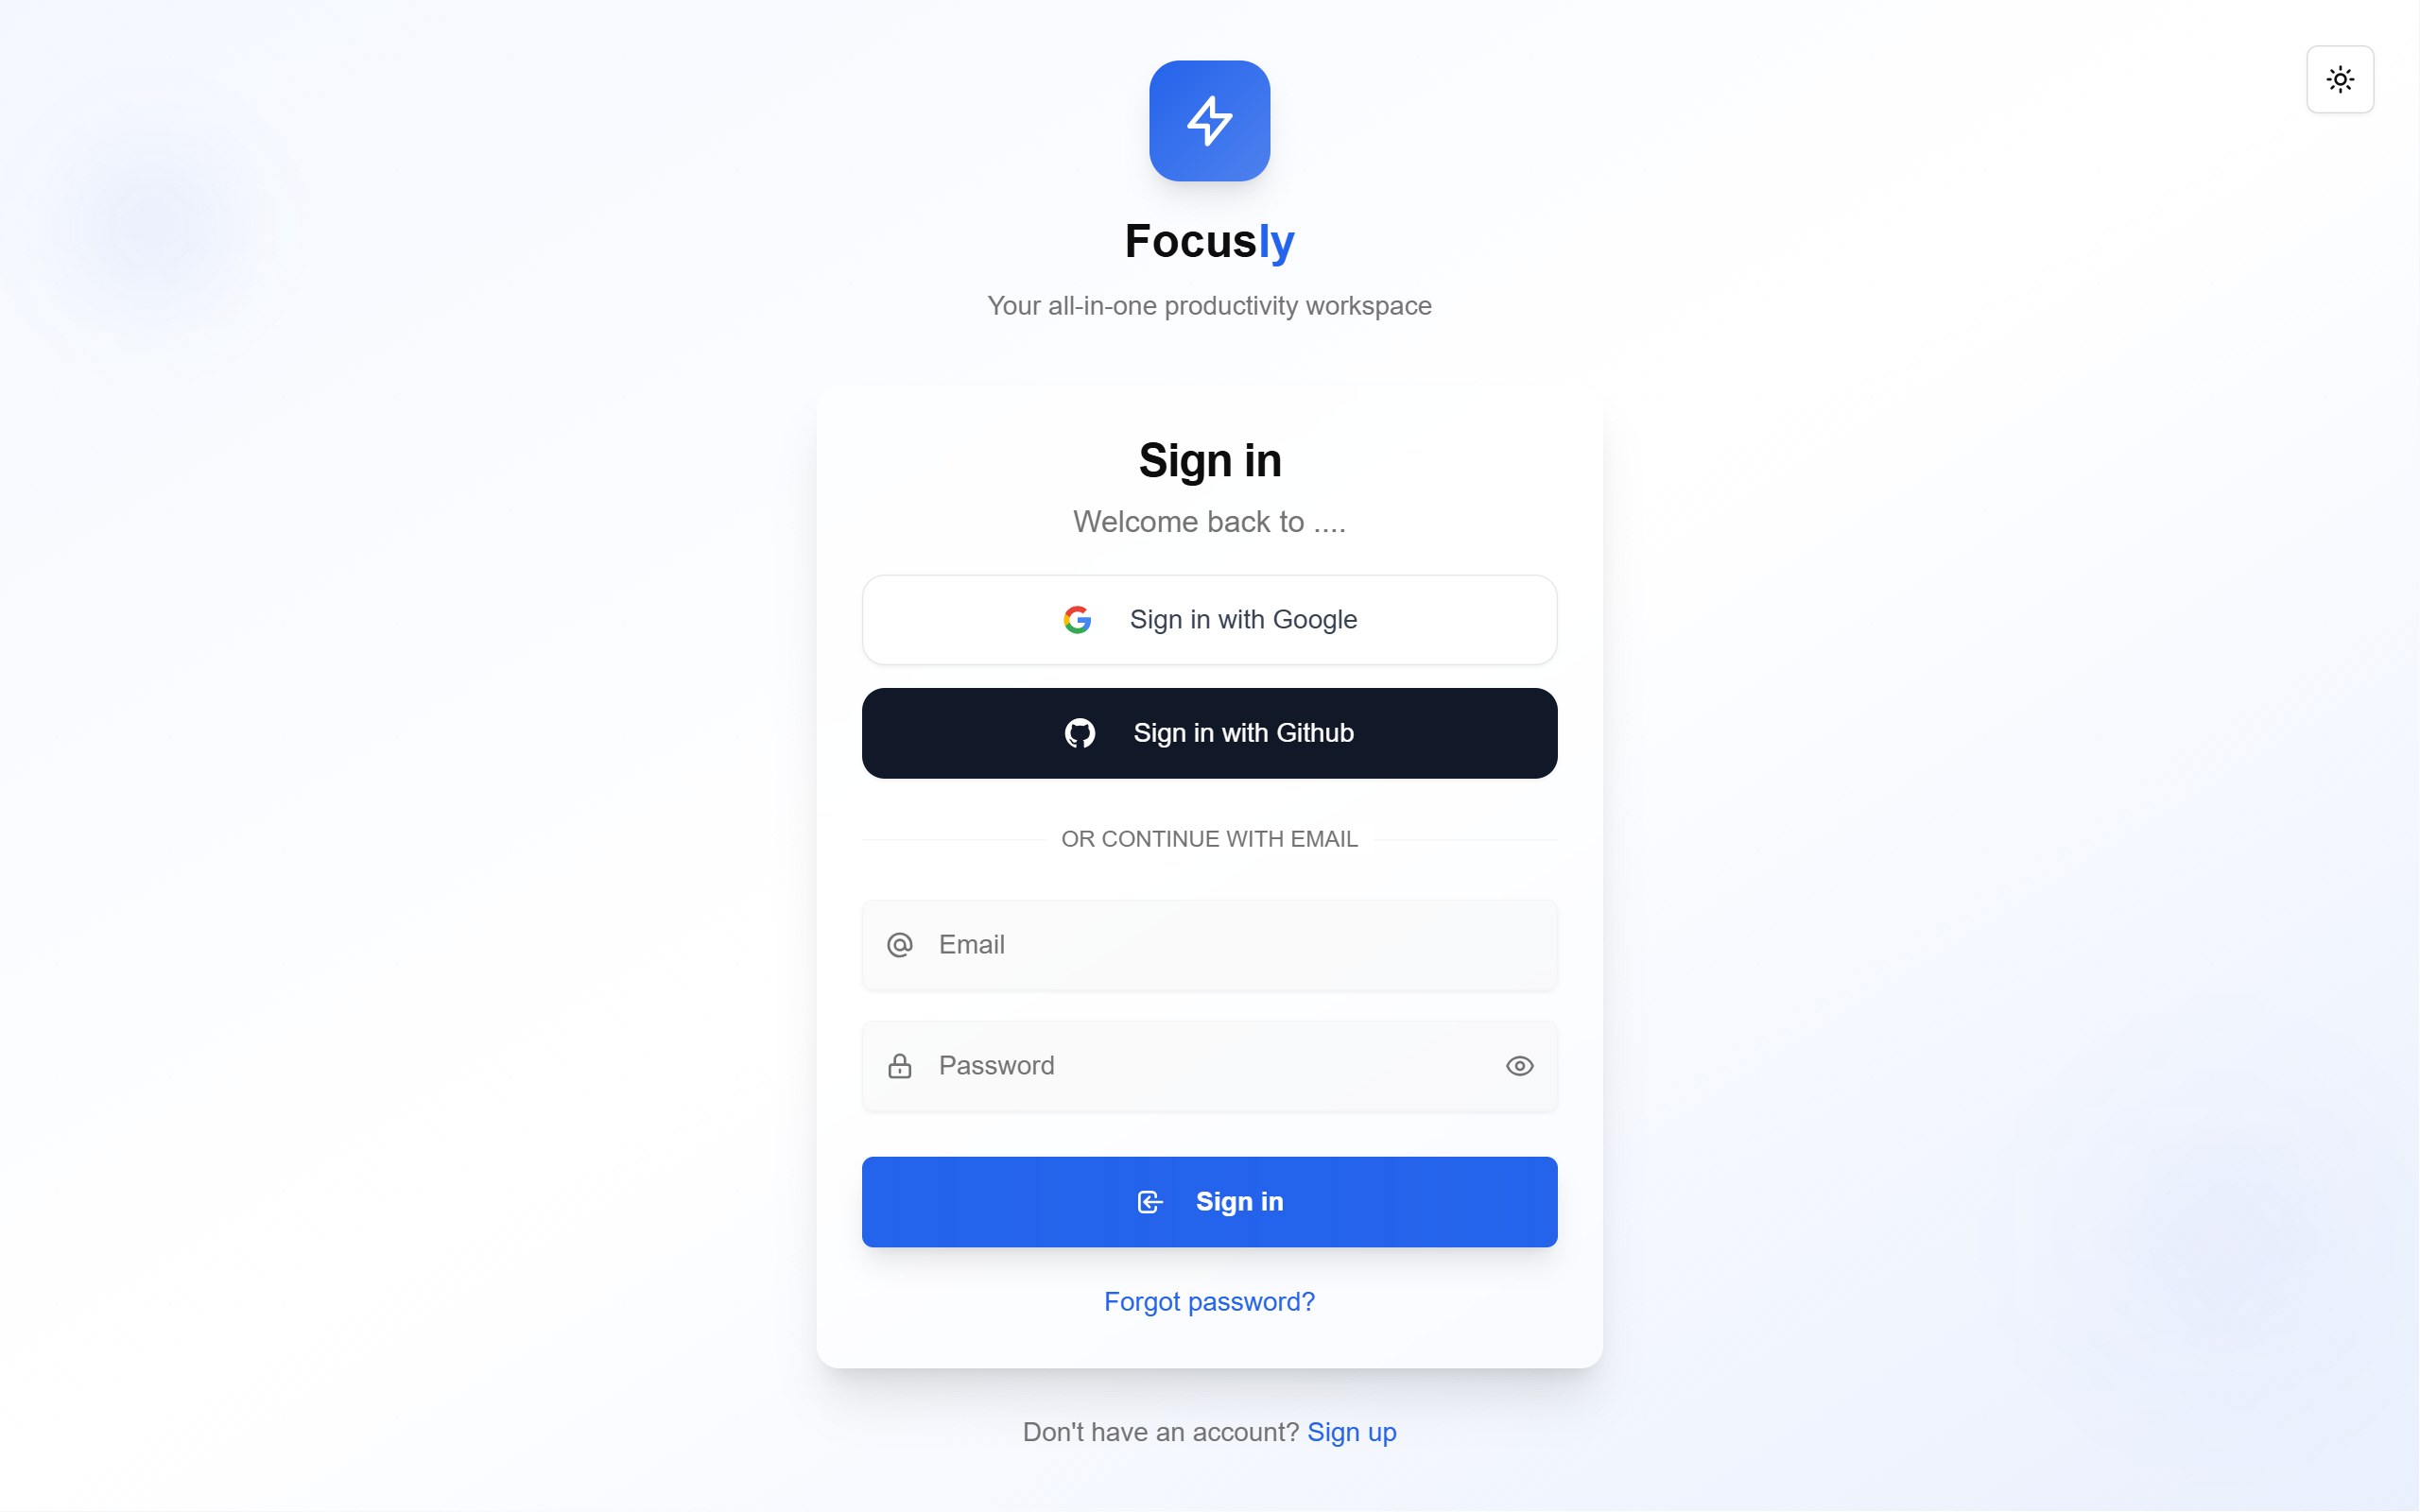 Focusly
Your all-in-one productivity workspace
Sign in
Welcome back to ....
Sign in with Google
Sign in with Github
OR CONTINUE WITH EMAIL
Email
Password
Sign in
Forgot password?
Don't have an account? Sign up